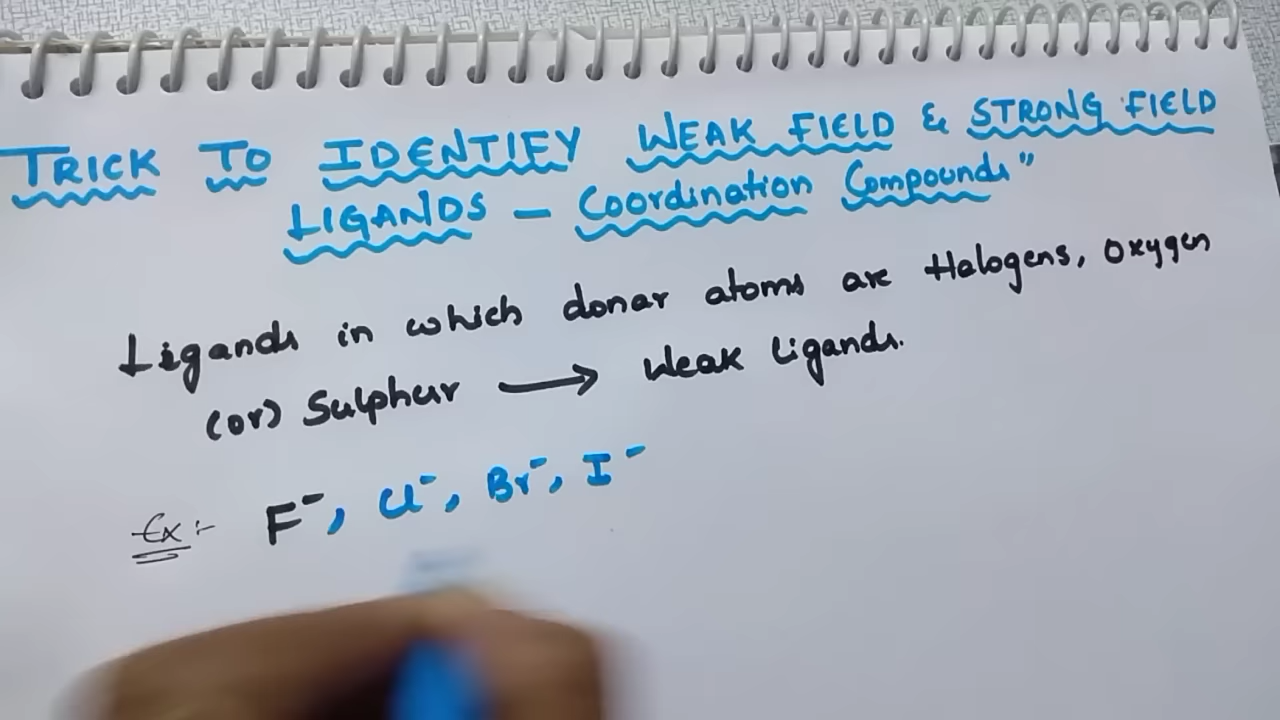 TRICK TO IDENTIFY WEAK FIELD & STRONG FIELD
LIGANDS - Coordination Compounds"
Ligands in which donar atoms are Halogens, oxygen
(or) Sulphur → Weak ligands.
Ex:- F⁻, Cl⁻, Br⁻, I⁻